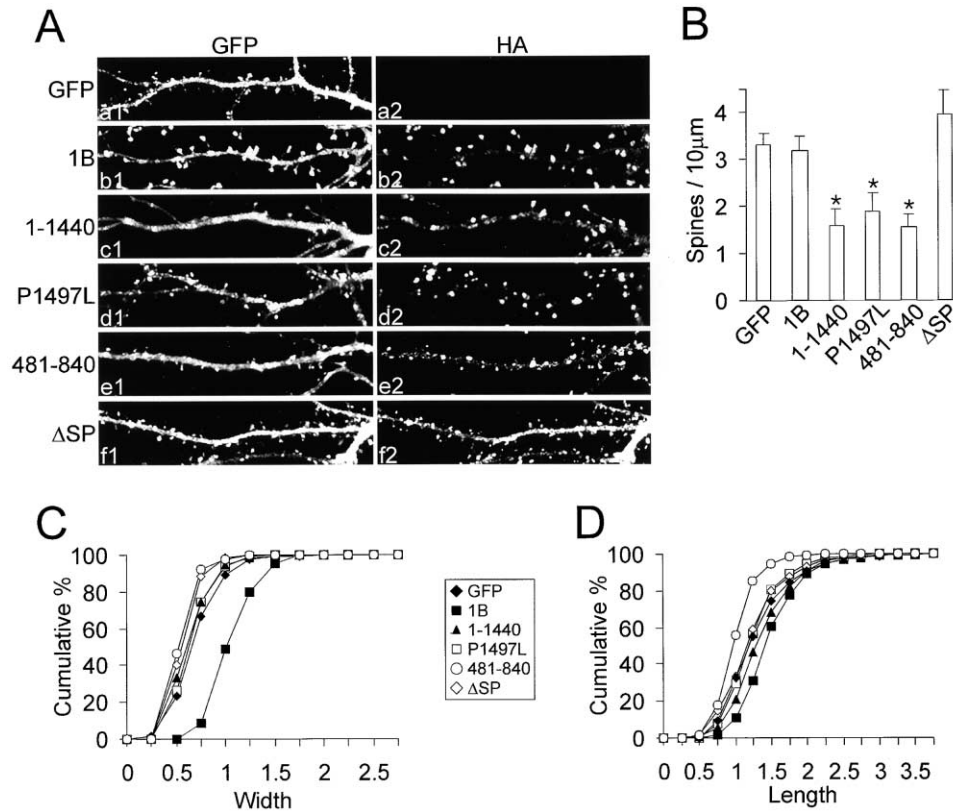 A
GFP HA
GFP
a1 a2
1B
b1 b2
1-1440
c1 c2
P1497L
d1 d2
481-840
e1 e2
ΔSP
f1 f2
B
Spines / 10μm
4
3
2
1
0
* * *
GFP 1B 1-1440 P1497L 481-840 ΔSP
C
Cumulative %
100
80
60
40
20
0
0 0.5 1 1.5 2 2.5
Width
GFP
1B
1-1440
P1497L
481-840
ΔSP
D
Cumulative %
100
80
60
40
20
0
0 0.5 1 1.5 2 2.5 3 3.5
Length